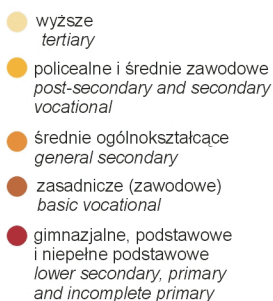 wyższe
tertiary
policealne i średnie zawodowe
post-secondary and secondary
vocational
średnie ogólnokształcące
general secondary
zasadnicze (zawodowe)
basic vocational
gimnazjalne, podstawowe
i niepełne podstawowe
lower secondary, primary
and incomplete primary